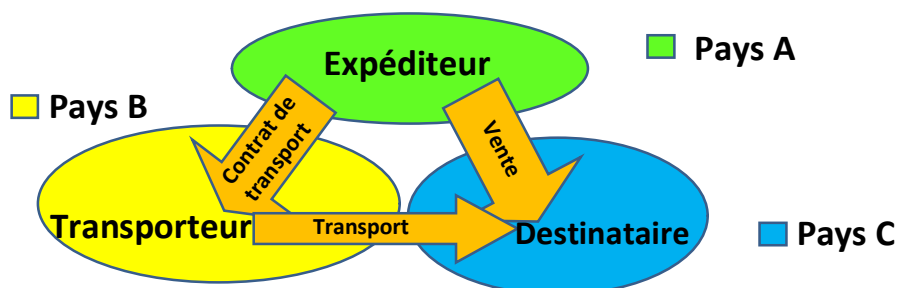 Expéditeur
Pays A
Pays B
Contrat de
transport
Vente
Transporteur
Transport
Destinataire
Pays C